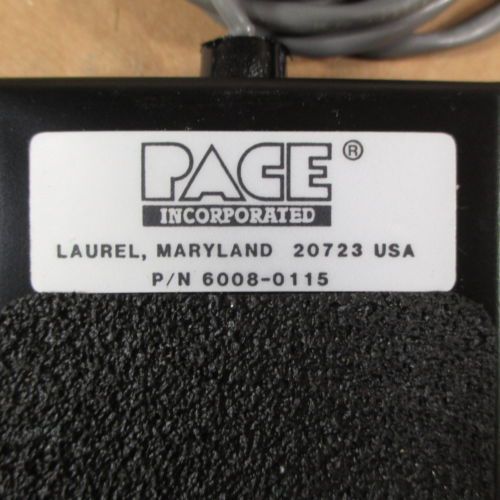 PACE ®
INCORPORATED
LAUREL, MARYLAND 20723 USA
P/N 6008-0115